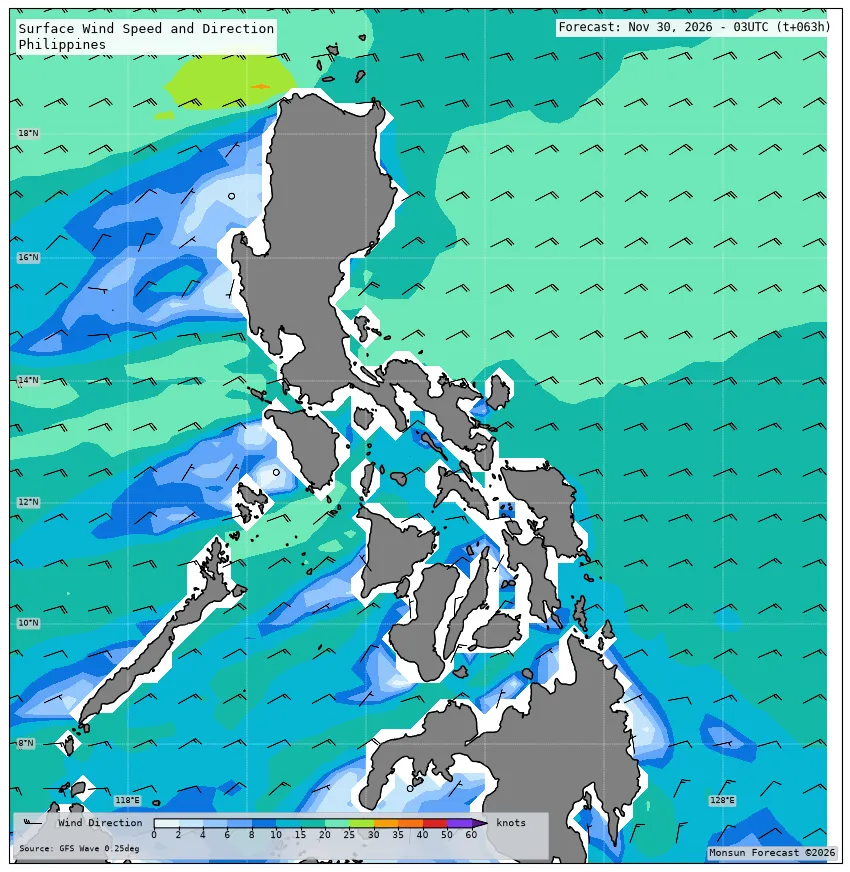 Surface Wind Speed and Direction
Philippines
Forecast: Nov 30, 2026 - 03UTC (t+063h)
18°N
16°N
14°N
12°N
10°N
8°N
118°E
128°E
Wind Direction
0 2 4 6 8 10 15 20 25 30 35 40 50 60
knots
Source: GFS Wave 0.25deg
Monsun Forecast ©2026